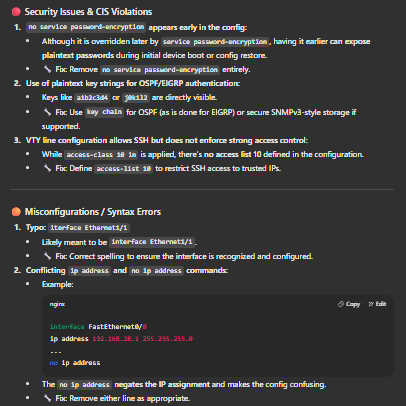 Security Issues & CIS Violations
1. no service password-encryption appears early in the config:
• Although it is overridden later by service password-encryption, having it earlier can expose
plaintext passwords during initial device boot or config restore.
• Fix: Remove no service password-encryption entirely.
2. Use of plaintext key strings for OSPF/EIGRP authentication:
• Keys like a1b2c3d4 or j0k1l2 are directly visible.
• Fix: Use key chain for OSPF (as is done for EIGRP) or secure SNMPv3-style storage if
supported.
3. VTY line configuration allows SSH but does not enforce strong access control:
• While access-class 10 in is applied, there's no access list 10 defined in the configuration.
• Fix: Define access-list 10 to restrict SSH access to trusted IPs.
Misconfigurations / Syntax Errors
1. Typo: iterface Ethernet1/1
• Likely meant to be interface Ethernet1/1.
• Fix: Correct spelling to ensure the interface is recognized and configured.
2. Conflicting ip address and no ip address commands:
• Example:
nginx Copy Edit
interface FastEthernet0/0
ip address 192.168.28.1 255.255.255.0
...
no ip address
• The no ip address negates the IP assignment and makes the config confusing.
• Fix: Remove either line as appropriate.